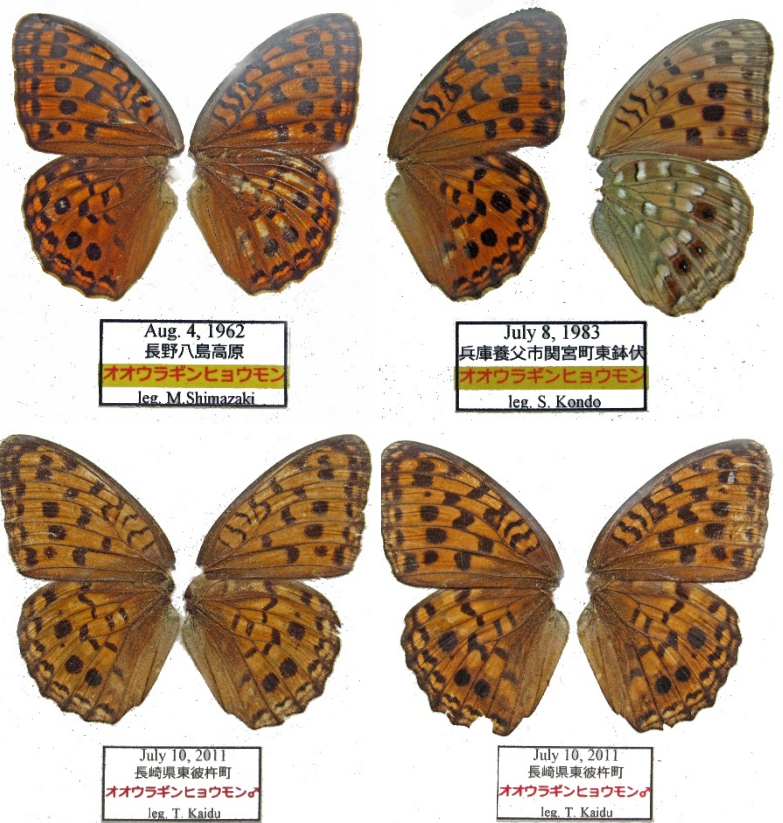 Aug. 4, 1962
長野八島高原
オオウラギンヒョウモン
leg. M.Shimazaki
July 8, 1983
兵庫養父市関宮町東鉢伏
オオウラギンヒョウモン
leg. S. Kondo
July 10, 2011
長崎県東彼杵町
オオウラギンヒョウモン♂
leg. T. Kaidu
July 10, 2011
長崎県東彼杵町
オオウラギンヒョウモン♂
leg. T. Kaidu